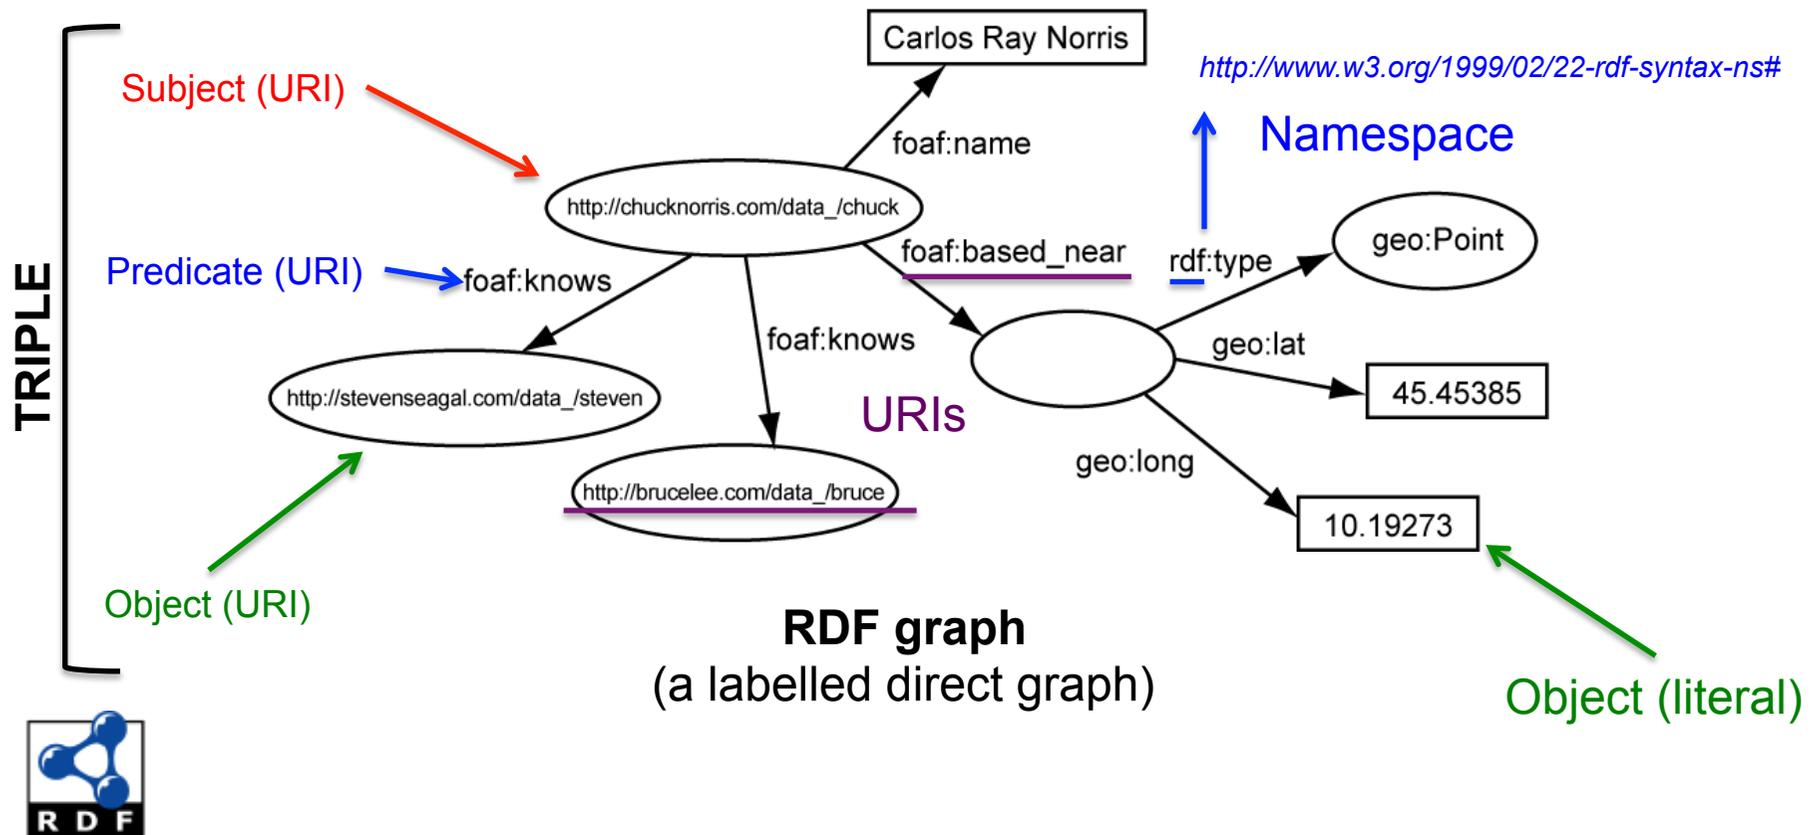 Carlos Ray Norris
http://www.w3.org/1999/02/22-rdf-syntax-ns#
Subject (URI)
foaf:name
Namespace
http://chucknorris.com/data_/chuck
foaf:based_near
rdf:type
geo:Point
TRIPLE
Predicate (URI)
foaf:knows
foaf:knows
geo:lat
http://stevenseagal.com/data_/steven
URIs
45.45385
geo:long
http://brucelee.com/data_/bruce
10.19273
Object (URI)
RDF graph
(a labelled direct graph)
Object (literal)
RDF